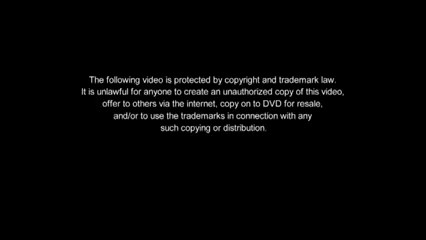 The following video is protected by copyright and trademark law.
It is unlawful for anyone to create an unauthorized copy of this video,
offer to others via the internet, copy on to DVD for resale,
and/or to use the trademarks in connection with any
such copying or distribution.